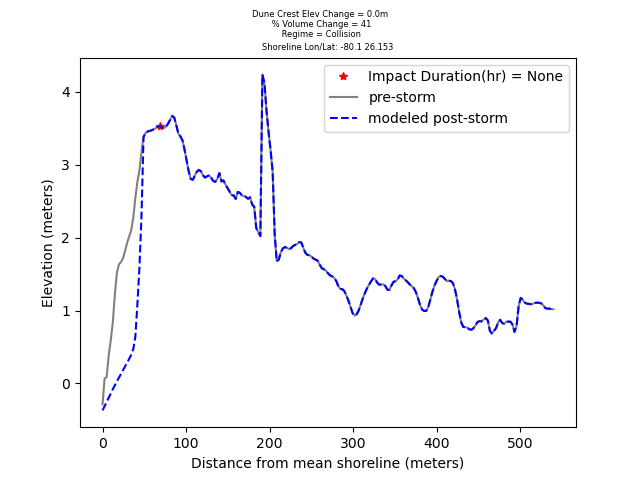 Dune Crest Elev Change = 0.0m
% Volume Change = 41
Regime = Collision
Shoreline Lon/Lat: -80.1 26.153
Impact Duration(hr) = None
pre-storm
modeled post-storm
Elevation (meters)
4
3
2
1
0
0 100 200 300 400 500
Distance from mean shoreline (meters)